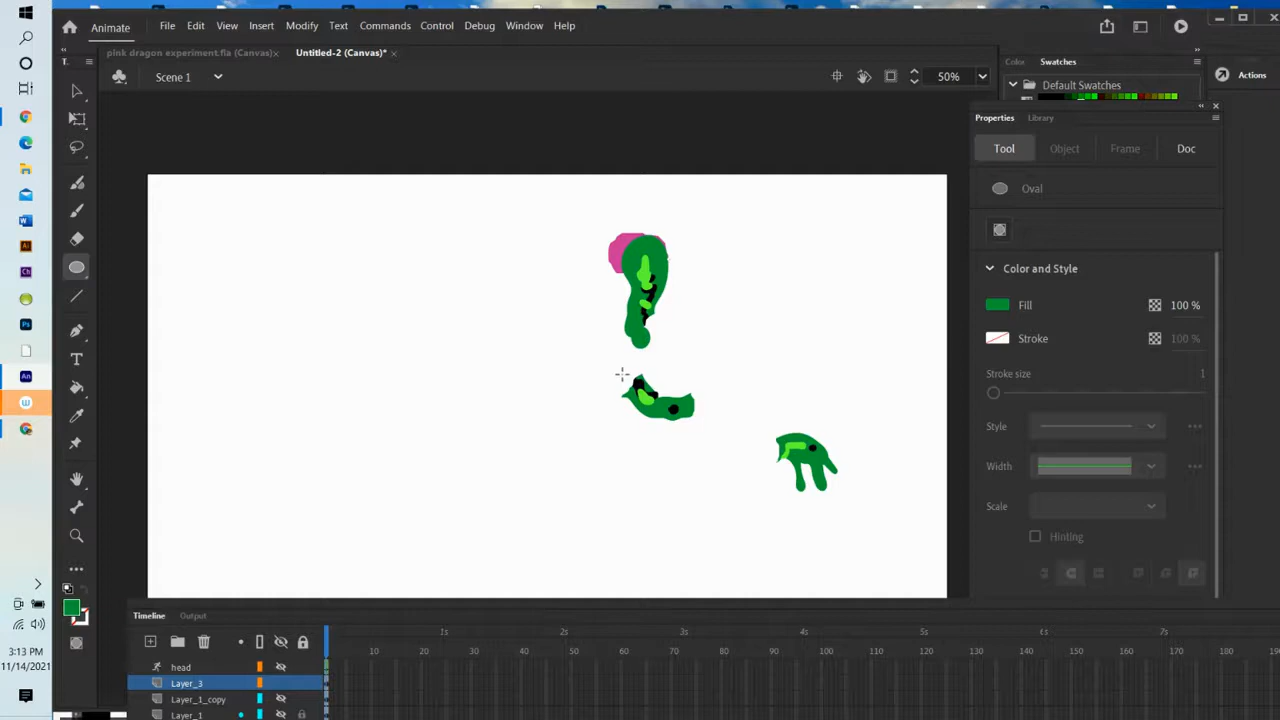 Animate File Edit View Insert Modify Text Commands Control Debug Window Help
pink dragon experiment.fla (Canvas)× Untitled-2 (Canvas)* ×
Color Swatches
Scene 1 50%
Default Swatches
Actions
T.
Properties Library
Tool Object Frame Doc
Oval
Color and Style
Fill 100 %
Stroke 100 %
Stroke size 1
Style
Width
Scale
Hinting
Timeline Output
1s 2s 3s 4s 5s 6s 7s
10 20 30 40 50 60 70 80 90 100 110 120 130 140 150 160 170 180
head
Layer_3
Layer_1_copy
Layer_1
W
Ai
Ch
Ps
An
w
3:13 PM
11/14/2021